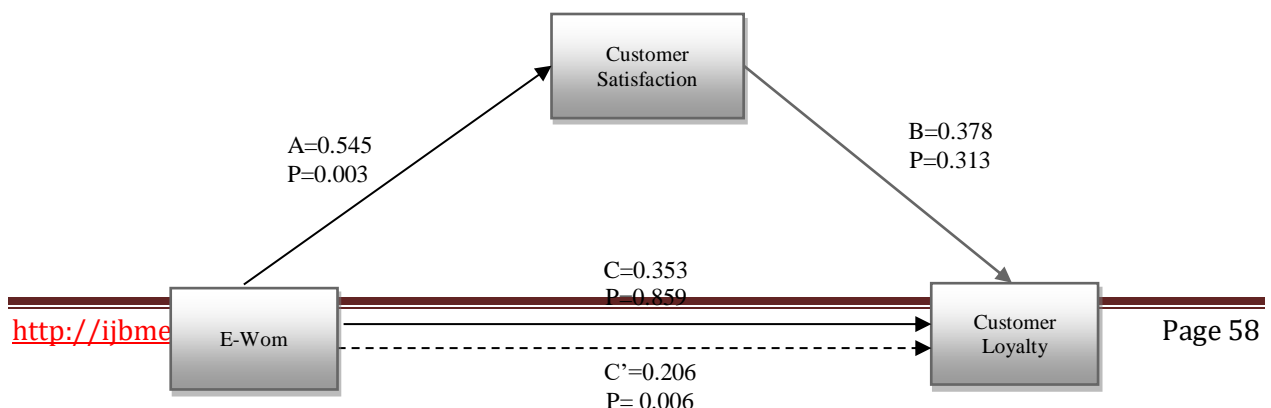 Customer
Satisfaction
A=0.545
P=0.003
B=0.378
P=0.313
C=0.353
P=0.859
http://ijbme
E-Wom
Customer
Loyalty
Page 58
C’=0.206
P= 0.006